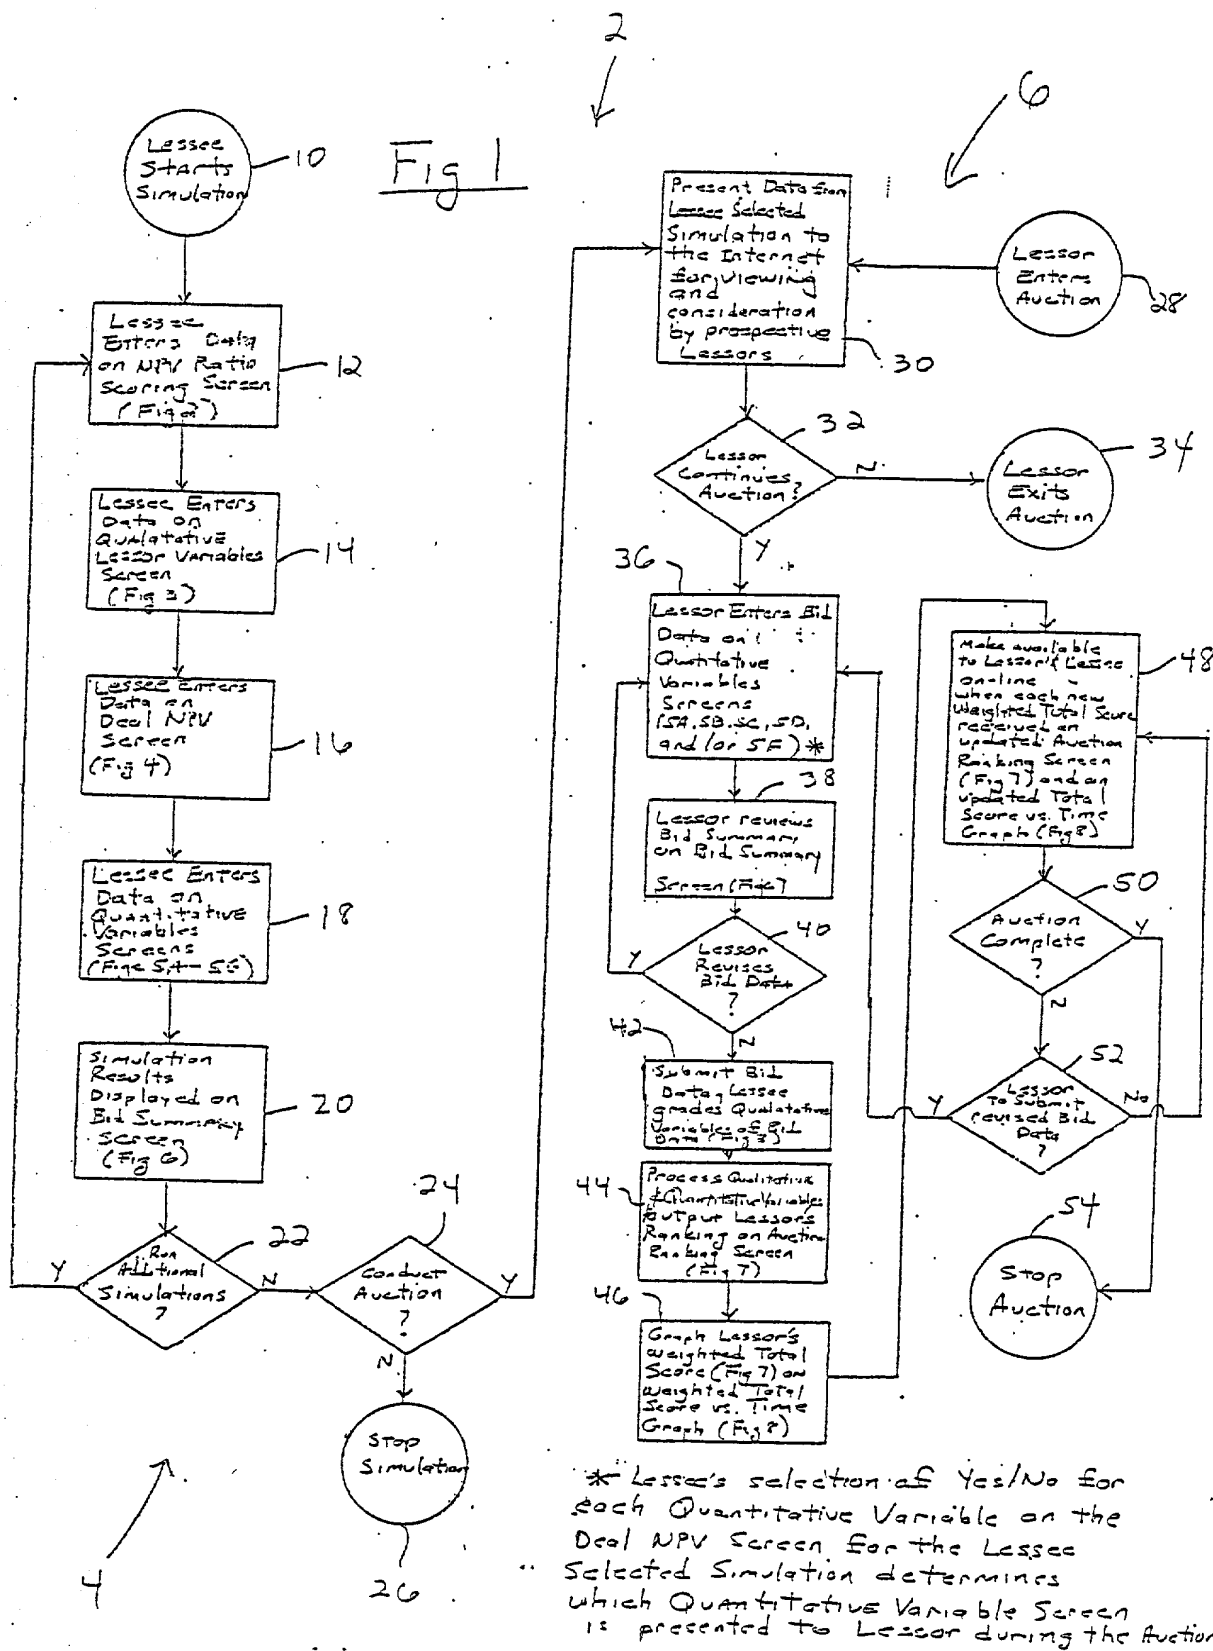 2
6
Fig 1
Lessee
Starts
Simulation
10
Lessee
Enters Data
on NPV Ratio
Scoring Screen
(Fig 2)
12
Lessee Enters
Data on
Qualatative
Lessor Variables
Screen
(Fig 3)
14
Lessee Enters
Data on
Deal NPV
Screen
(Fig 4)
16
Lessee Enters
Data on
Quantitative
Variables
Screens
(Figs 5A-5E)
18
Simulation
Results
Displayed on
Bid Summary
Screen
(Fig 6)
20
Run
Additional
Simulations
?
22
Y
N
Conduct
Auction
?
24
Y
N
Stop
Simulation
26
4
Present Data from
Lessee Selected
Simulation to
the Internet
for viewing
and
consideration
by prospective
Lessors
30
Lessor
Enters
Auction
28
Lessor
Continues
Auction?
32
N
Y
Lessor
Exits
Auction
34
36
Lessor Enters Bid
Data on
Quntitative
Variables
Screens
(5A, 5B, 5C, 5D,
and/or 5E) *
38
Lessor reviews
Bid Summary
on Bid Summary
Screen (Fig 6)
Lessor
Revises
Bid Data
?
40
Y
N
42
Submit Bid
Data, Lessee
grades Qualatative
Variables of Bid
Data (Fig 3)
44
Process Qualitative
& Quantitative Variables
Output Lessors
Ranking on Auction
Ranking Screen
(Fig 7)
46
Graph Lessor's
Weighted Total
Score (Fig 7) on
Weighted Total
Score vs. Time
Graph (Fig 8)
Make available
to Lessor & Lessee
on-line
when each new
Weighted Total Score
received an
updated Auction
Ranking Screen
(Fig 7) and an
updated Total
Score vs. Time
Graph (Fig 8)
48
Auction
Complete
?
50
Y
N
Lessor
to Submit
revised Bid
Data
?
52
Y
No
Stop
Auction
54
* Lessee's selection of Yes/No for
each Quantitative Variable on the
Deal NPV Screen for the Lessee
Selected Simulation determines
which Quantitative Variable Screen
is presented to Lessor during the Auction